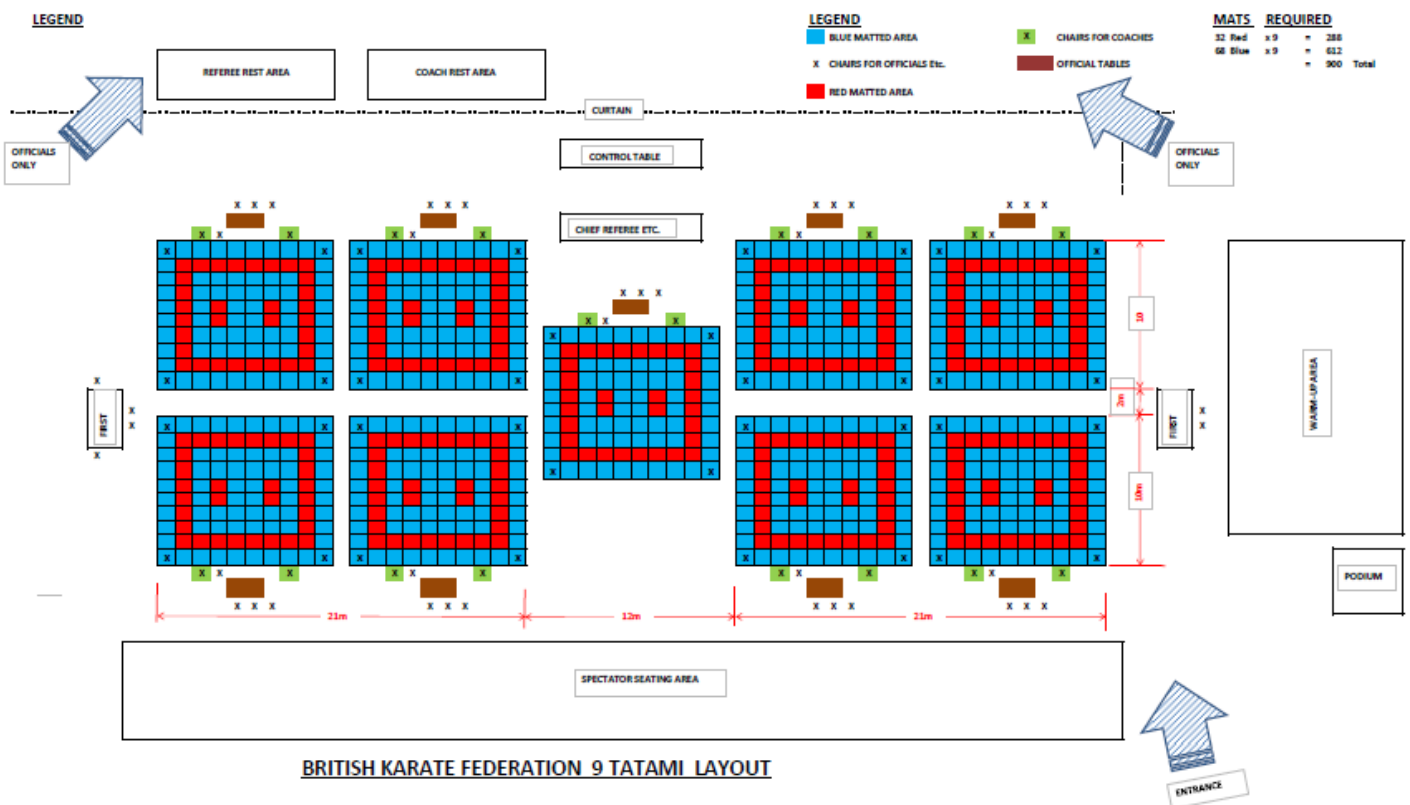 LEGEND
LEGEND
BLUE MATTED AREA
X CHAIRS FOR COACHES
X CHAIRS FOR OFFICIALS Etc.
OFFICIAL TABLES
RED MATTED AREA
MATS REQUIRED
32 Red x 9 = 288
68 Blue x 9 = 612
= 900 Total
REFEREE REST AREA
COACH REST AREA
CURTAIN
OFFICIALS
ONLY
OFFICIALS
ONLY
CONTROL TABLE
CHIEF REFEREE ETC.
X X X
X X X
X X X
X X X
X X
X X
X X
X X
X X
X X
X X
X X
X X X
X X
X X
10
X X
X X
X X
X X
X X
2m
X
FIRST
X
X
X
FIRST
X
X
WARM-UP AREA
10m
X X
X X
X X
X X
X X
X X
X X
X X
X X X
X X X
X X X
X X X
PODIUM
21m
12m
21m
SPECTATOR SEATING AREA
BRITISH KARATE FEDERATION 9 TATAMI LAYOUT
ENTRANCE